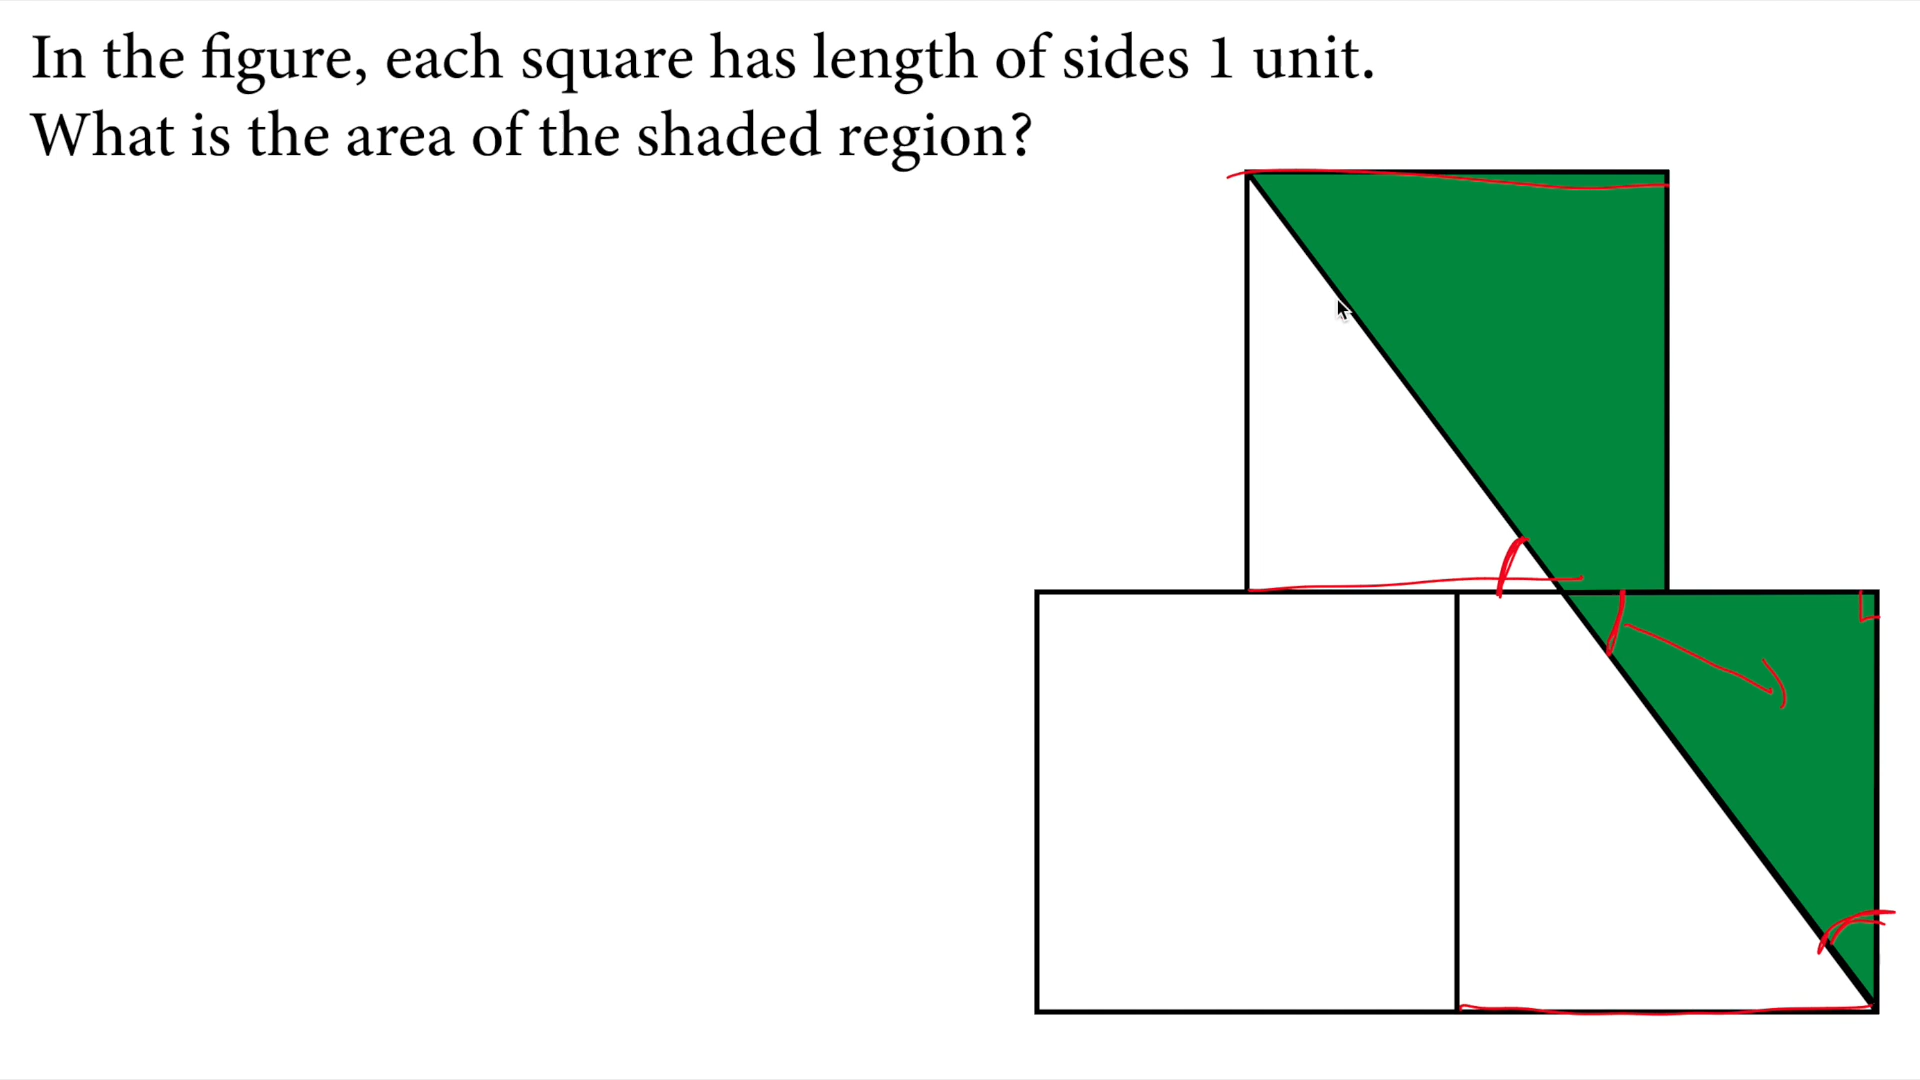 In the figure, each square has length of sides 1 unit.
What is the area of the shaded region?